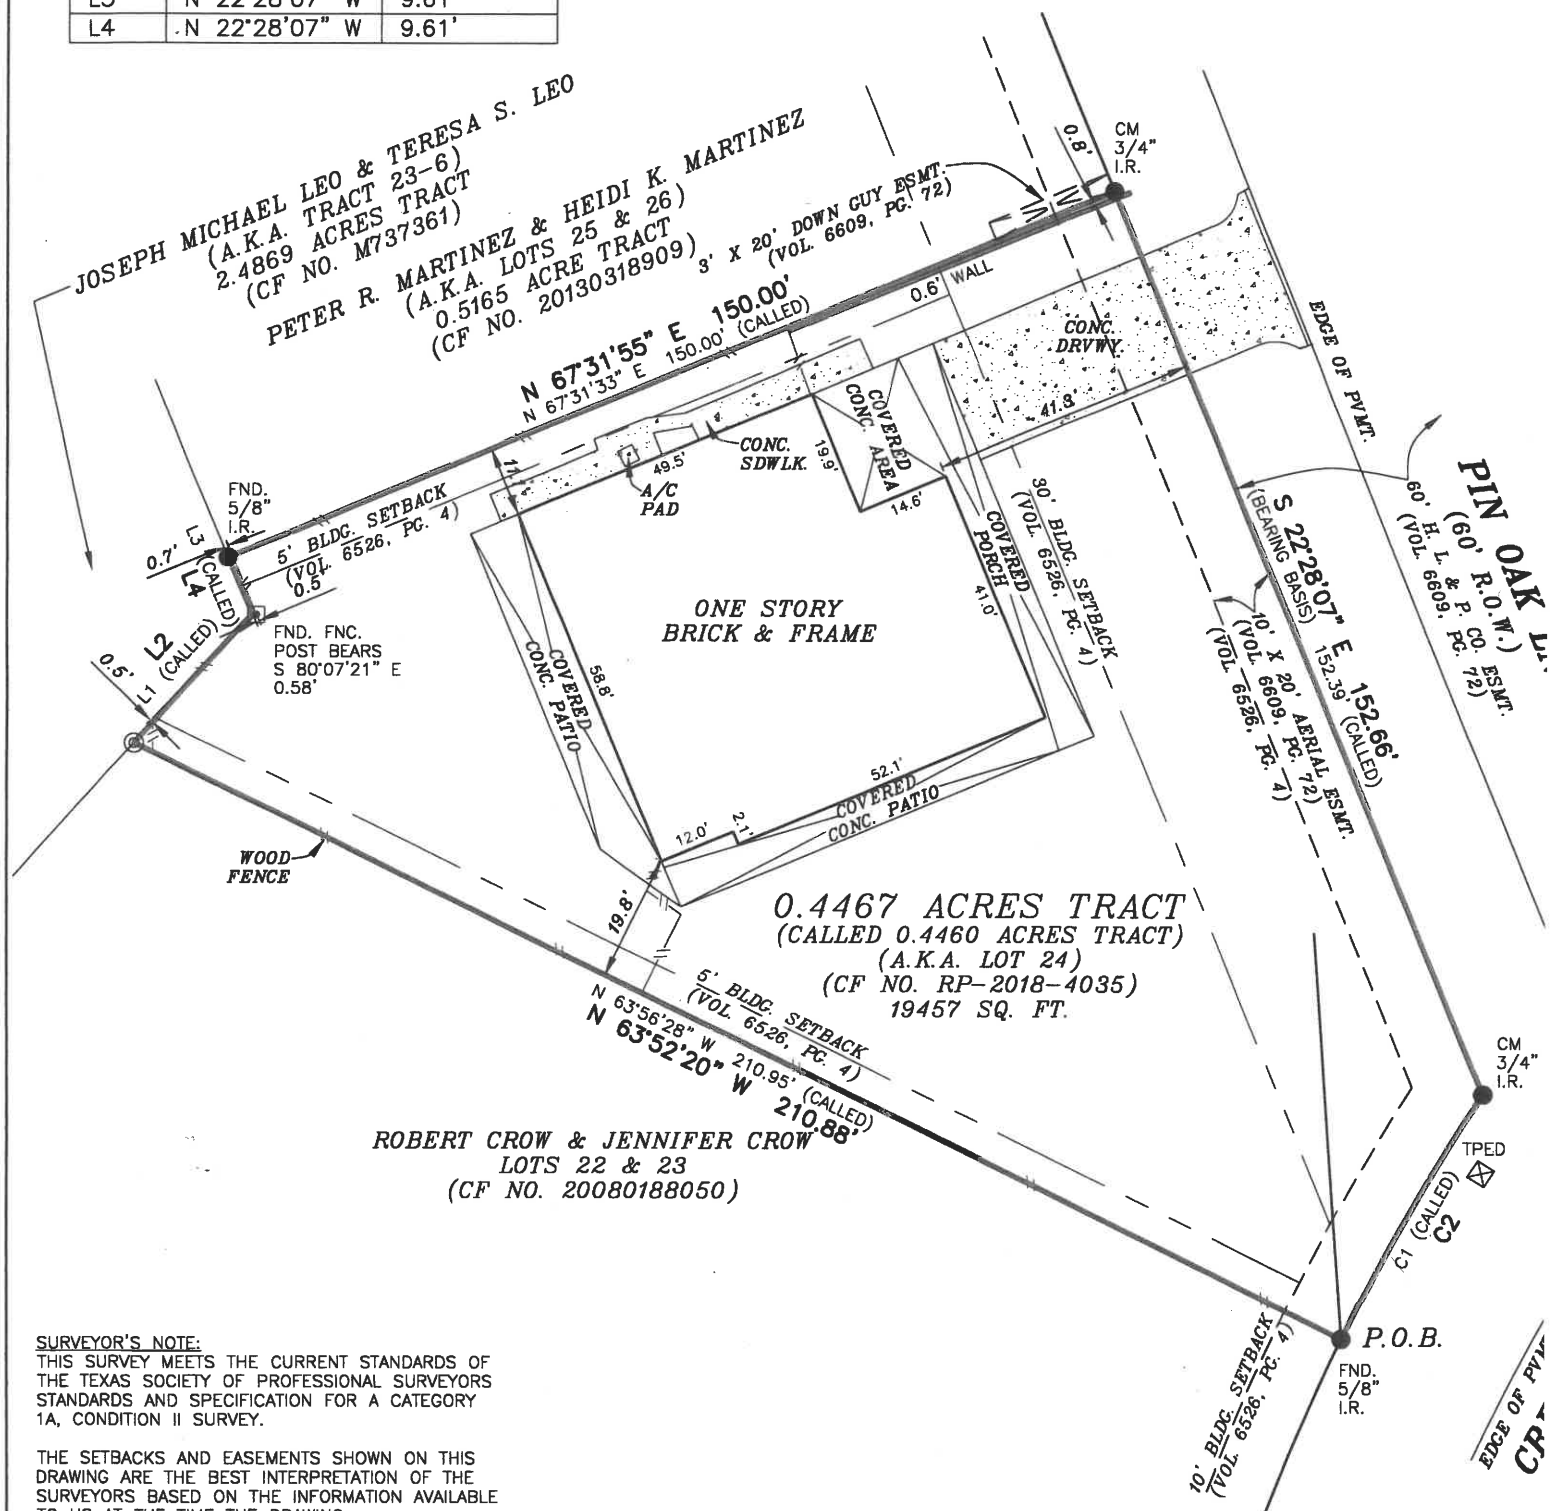 L3 N 22°28'07" W 9.61'
L4 N 22°28'07" W 9.61'
JOSEPH MICHAEL LEO & TERESA S. LEO
(A.K.A. TRACT 23-6)
2.4869 ACRES TRACT
(CF NO. M737361)
PETER R. MARTINEZ & HEIDI K. MARTINEZ
(A.K.A. LOTS 25 & 26)
0.5165 ACRE TRACT
(CF NO. 20130318909)
3' X 20' DOWN GUY ESMT.
(VOL. 6609, PG. 72)
0.8'
CM
3/4"
I.R.
N 67°31'55" E 150.00'
N 67°31'33" E 150.00' (CALLED)
0.6'
WALL
CONC.
DRVWY.
EDGE OF PVMT.
41.3'
COVERED
CONC. AREA
19.9'
14.6'
CONC.
SDWLK.
49.5'
A/C
PAD
11'
FND.
5/8"
I.R.
5' BLDG. SETBACK
(VOL. 6526, PG. 4)
0.7'
L3 (CALLED)
L4
0.5'
FND. FNC.
POST BEARS
S 80°07'21" E
0.58'
L2
L1 (CALLED)
0.5'
ONE STORY
BRICK & FRAME
COVERED
PORCH
41.0'
30' BLDG. SETBACK
(VOL. 6526, PG. 4)
S 22°28'07" E 152.66'
(BEARING BASIS) 152.39' (CALLED)
PIN OAK
(60' R.O.W.)
60' H. L. & P. CO. ESMT.
(VOL. 6609, PG. 72)
10' X 20' AERIAL ESMT.
(VOL. 6609, PG. 72)
(VOL. 6526, PG. 4)
58.8'
COVERED
CONC. PATIO
52.1'
COVERED
CONC. PATIO
12.0'
2.1'
WOOD
FENCE
19.8'
0.4467 ACRES TRACT
(CALLED 0.4460 ACRES TRACT)
(A.K.A. LOT 24)
(CF NO. RP-2018-4035)
19457 SQ. FT.
5' BLDG. SETBACK
(VOL. 6526, PG. 4)
N 63°56'28" W 210.95' (CALLED)
N 63°52'20" W 210.88'
ROBERT CROW & JENNIFER CROW
LOTS 22 & 23
(CF NO. 20080188050)
CM
3/4"
I.R.
TPED
C1 (CALLED)
C2
P.O.B.
FND.
5/8"
I.R.
10' BLDG. SETBACK
(VOL. 6526, PG. 4)
EDGE OF
SURVEYOR'S NOTE:
THIS SURVEY MEETS THE CURRENT STANDARDS OF
THE TEXAS SOCIETY OF PROFESSIONAL SURVEYORS
STANDARDS AND SPECIFICATION FOR A CATEGORY
1A, CONDITION II SURVEY.
THE SETBACKS AND EASEMENTS SHOWN ON THIS
DRAWING ARE THE BEST INTERPRETATION OF THE
SURVEYORS BASED ON THE INFORMATION AVAILABLE
TO US AT THE TIME THE DRAWING